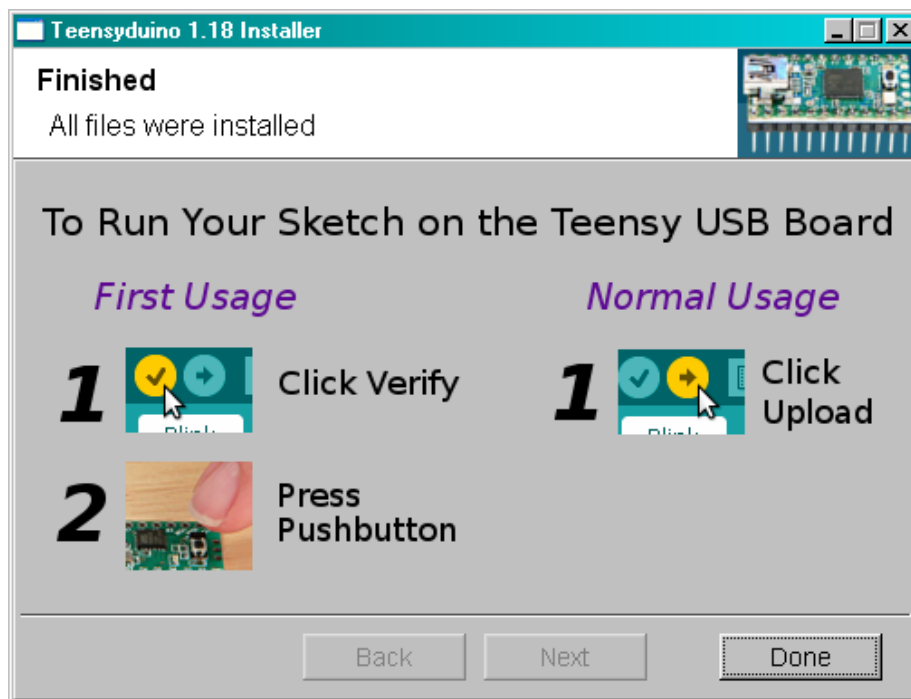 Teensyduino 1.18 Installer
Finished
All files were installed
To Run Your Sketch on the Teensy USB Board
First Usage
Normal Usage
1
Click Verify
1
Click
Upload
2
Press
Pushbutton
Back
Next
Done